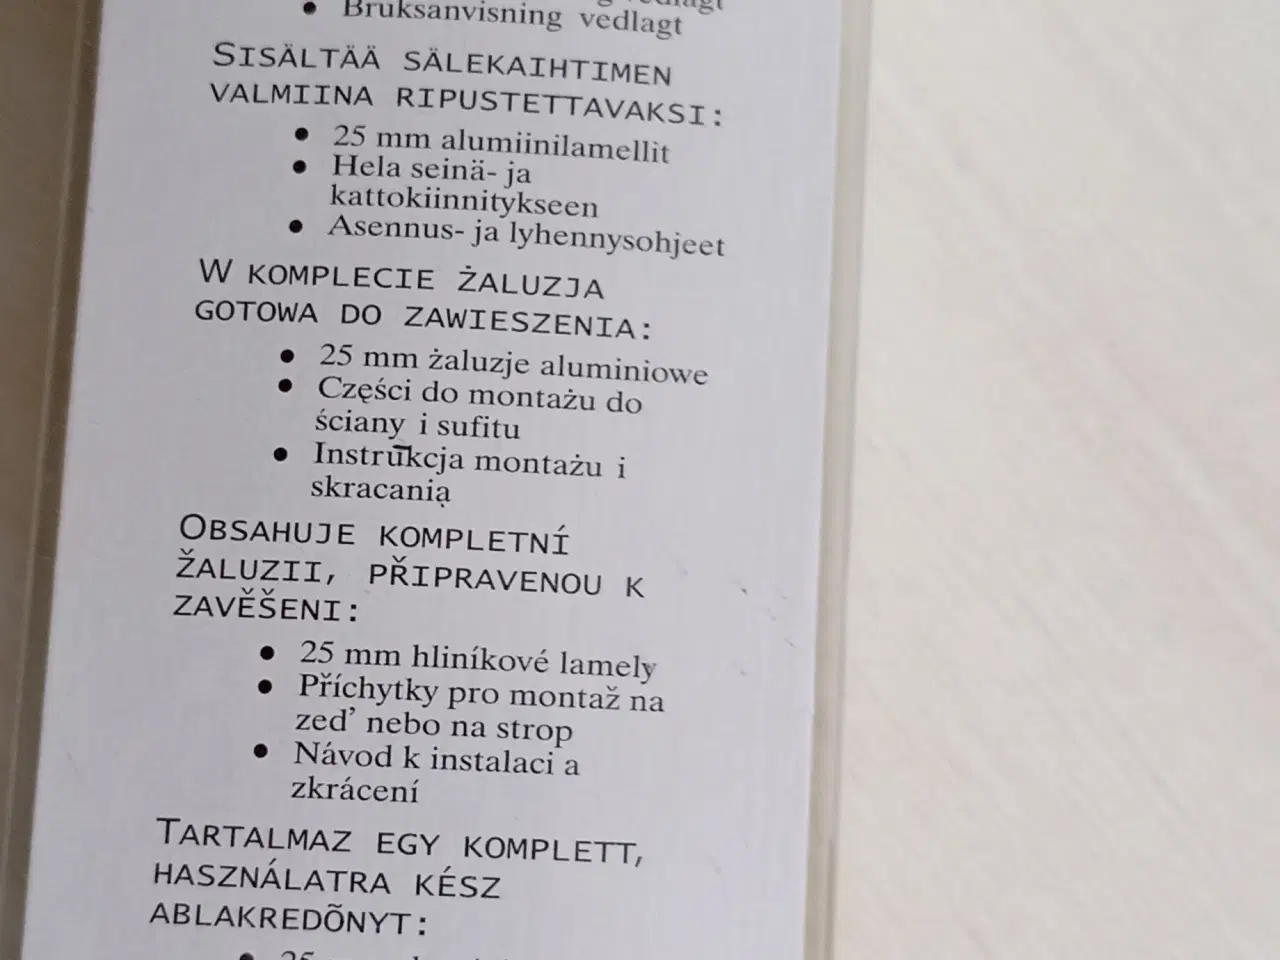 vedlagt
• Bruksanvisning vedlagt
SISÄLTÄÄ SÄLEKAIHTIMEN
VALMIINA RIPUSTETTAVAKSI:
• 25 mm alumiinilamellit
• Hela seinä- ja
kattokiinnitykseen
• Asennus- ja lyhennysohjeet
W KOMPLECIE ŻALUZJA
GOTOWA DO ZAWIESZENIA:
• 25 mm żaluzje aluminiowe
• Części do montażu do
ściany i sufitu
• Instrukcja montażu i
skracanią
OBSAHUJE KOMPLETNÍ
ŽALUZII, PŘIPRAVENOU K
ZAVĚŠENI:
• 25 mm hliníkové lamely
• Příchytky pro montaž na
zeď nebo na strop
• Návod k instalaci a
zkrácení
TARTALMAZ EGY KOMPLETT,
HASZNÁLATRA KÉSZ
ABLAKREDÕNYT:
• 25